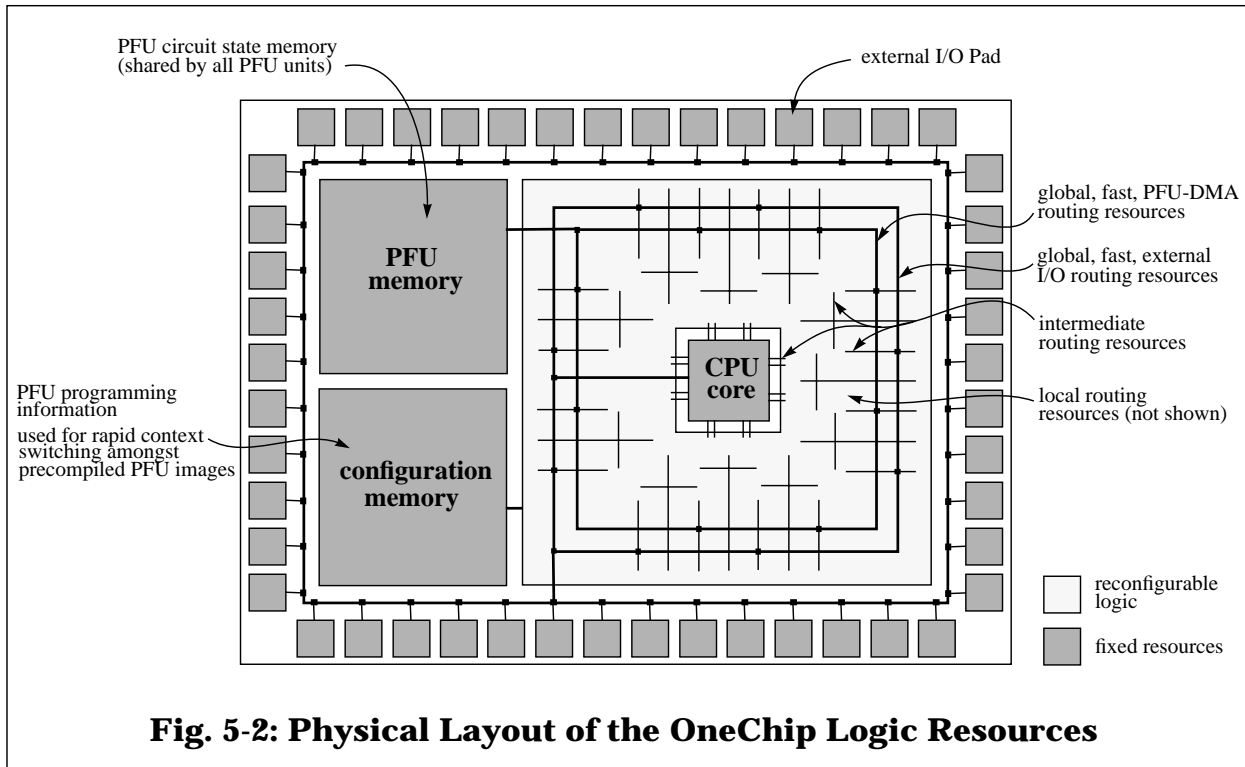 PFU circuit state memory
(shared by all PFU units)
external I/O Pad
global, fast, PFU-DMA
routing resources
global, fast, external
I/O routing resources
intermediate
routing resources
local routing
resources (not shown)
PFU
memory
CPU
core
PFU programming
information
used for rapid context
switching amongst
precompiled PFU images
configuration
memory
reconfigurable
logic
fixed resources
Fig. 5-2: Physical Layout of the OneChip Logic Resources